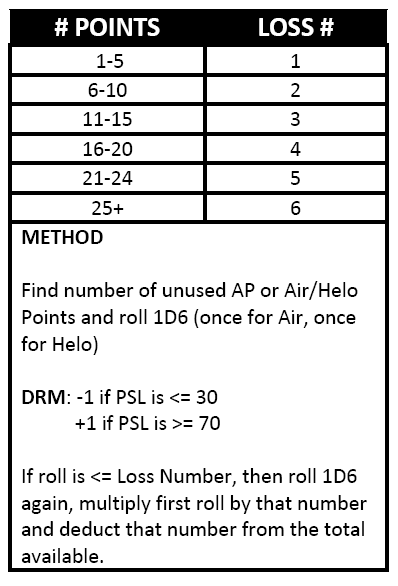 # POINTS LOSS #
1-5 1
6-10 2
11-15 3
16-20 4
21-24 5
25+ 6
METHOD
Find number of unused AP or Air/Helo
Points and roll 1D6 (once for Air, once
for Helo)
DRM: -1 if PSL is <= 30
+1 if PSL is >= 70
If roll is <= Loss Number, then roll 1D6
again, multiply first roll by that number
and deduct that number from the total
available.